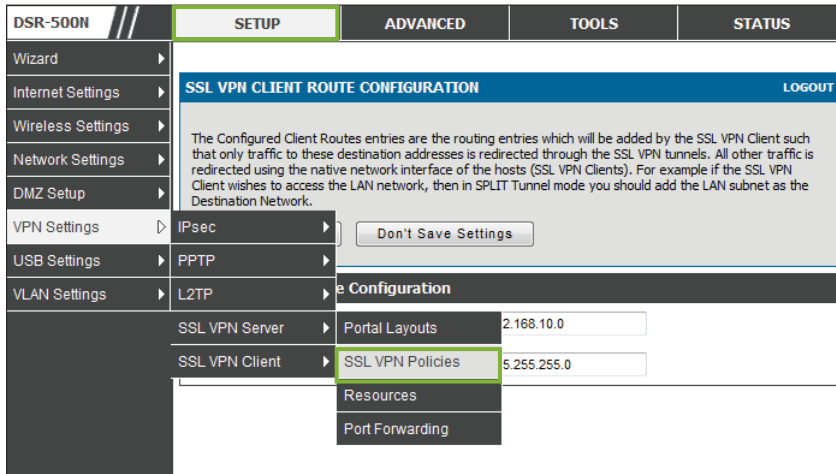 DSR-500N
SETUP
ADVANCED
TOOLS
STATUS
Wizard
Internet Settings
Wireless Settings
Network Settings
DMZ Setup
VPN Settings
USB Settings
VLAN Settings
SSL VPN CLIENT ROUTE CONFIGURATION
LOGOUT
The Configured Client Routes entries are the routing entries which will be added by the SSL VPN Client such
that only traffic to these destination addresses is redirected through the SSL VPN tunnels. All other traffic is
redirected using the native network interface of the hosts (SSL VPN Clients). For example if the SSL VPN
Client wishes to access the LAN network, then in SPLIT Tunnel mode you should add the LAN subnet as the
Destination Network.
Don't Save Settings
IPsec
PPTP
L2TP
SSL VPN Server
SSL VPN Client
e Configuration
Portal Layouts
SSL VPN Policies
Resources
Port Forwarding
2.168.10.0
5.255.255.0